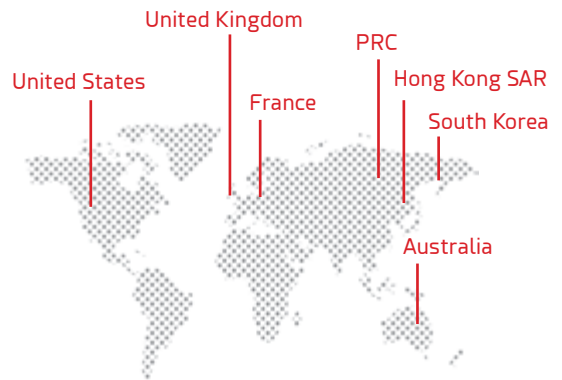 United Kingdom
PRC
United States
Hong Kong SAR
France
South Korea
Australia